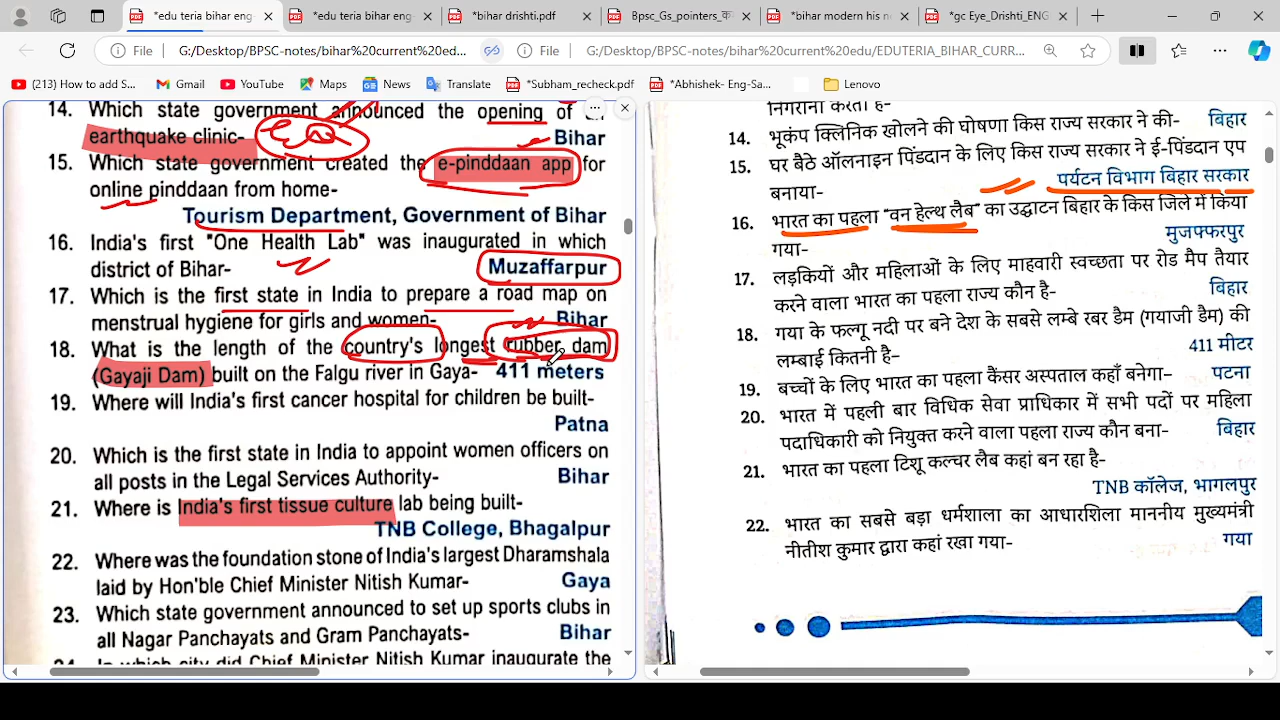 *edu teria bihar eng-
*edu teria bihar eng-
*bihar drishti.pdf
Bpsc_Gs_pointers_
*bihar modern his n
*gc Eye_Drishti_ENG
File
G:/Desktop/BPSC-notes/bihar%20current%20ed...
File
G:/Desktop/BPSC-notes/bihar%20current%20edu/EDUTERIA_BIHAR_CURR...
(213) How to add S...
Gmail
YouTube
Maps
News
Translate
*Subham_recheck.pdf
*Abhishek- Eng-Sa...
Lenovo
14. Which state government announced the opening of
earthquake clinic- Bihar
15. Which state government created the e-pinddaan app for
online pinddaan from home-
Tourism Department, Government of Bihar
16. India's first "One Health Lab" was inaugurated in which
district of Bihar- Muzaffarpur
17. Which is the first state in India to prepare a road map on
menstrual hygiene for girls and women- Bihar
18. What is the length of the country's longest rubber dam
(Gayaji Dam) built on the Falgu river in Gaya- 411 meters
19. Where will India's first cancer hospital for children be built-
Patna
20. Which is the first state in India to appoint women officers on
all posts in the Legal Services Authority- Bihar
21. Where is India's first tissue culture lab being built-
TNB College, Bhagalpur
22. Where was the foundation stone of India's largest Dharamshala
laid by Hon'ble Chief Minister Nitish Kumar- Gaya
23. Which state government announced to set up sports clubs in
all Nagar Panchayats and Gram Panchayats- Bihar
In which city did Chief Minister Nitish Kumar inaugurate the
निगरानी करता है-
14. भूकंप क्लिनिक खोलने की घोषणा किस राज्य सरकार ने की- बिहार
15. घर बैठे ऑलनाइन पिंडदान के लिए किस राज्य सरकार ने ई-पिंडदान एप
बनाया- पर्यटन विभाग बिहार सरकार
16. भारत का पहला “वन हेल्थ लैब” का उद्घाटन बिहार के किस जिले में किया
गया- मुजफ्फरपुर
17. लड़कियों और महिलाओं के लिए माहवारी स्वच्छता पर रोड मैप तैयार
करने वाला भारत का पहला राज्य कौन है- बिहार
18. गया के फल्गू नदी पर बने देश के सबसे लम्बे रबर डैम (गयाजी डैम) की
लम्बाई कितनी है- 411 मीटर
19. बच्चों के लिए भारत का पहला कैंसर अस्पताल कहाँ बनेगा- पटना
20. भारत में पहली बार विधिक सेवा प्राधिकार में सभी पदों पर महिला
पदाधिकारी को नियुक्त करने वाला पहला राज्य कौन बना- बिहार
21. भारत का पहला टिशू कल्चर लैब कहां बन रहा है-
TNB कॉलेज, भागलपुर
22. भारत का सबसे बड़ा धर्मशाला का आधारशिला माननीय मुख्यमंत्री
नीतीश कुमार द्वारा कहां रखा गया- गया